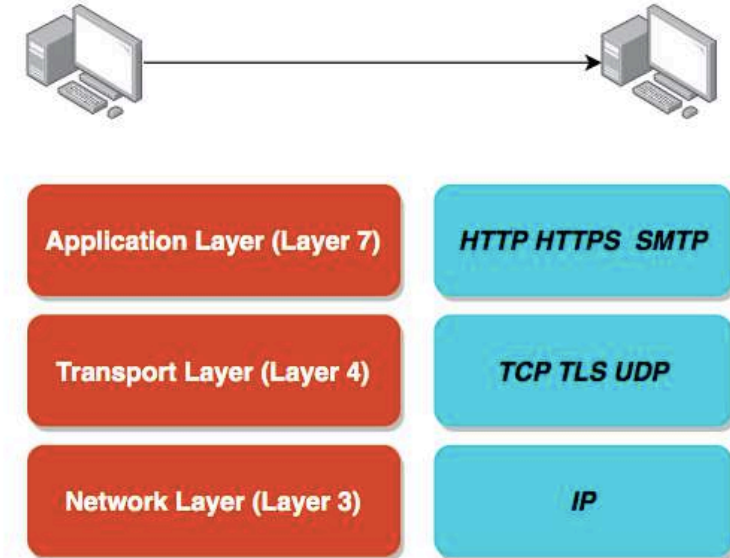 Application Layer (Layer 7)
HTTP HTTPS SMTP
Transport Layer (Layer 4)
TCP TLS UDP
Network Layer (Layer 3)
IP